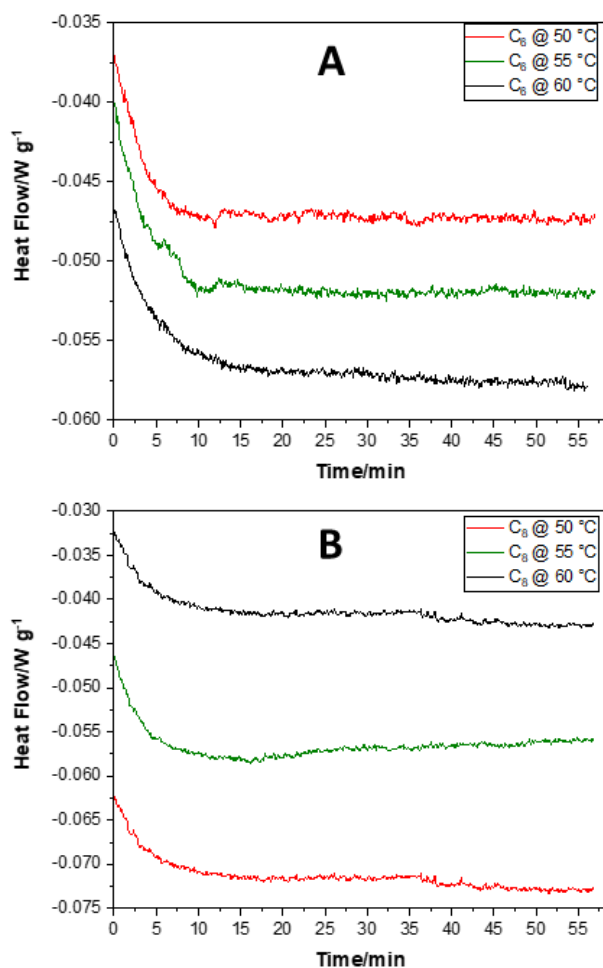 A
C₆ @ 50 °C
C₆ @ 55 °C
C₆ @ 60 °C
Heat Flow/W g⁻¹
-0.035
-0.040
-0.045
-0.050
-0.055
-0.060
0 5 10 15 20 25 30 35 40 45 50 55
Time/min
B
C₈ @ 50 °C
C₈ @ 55 °C
C₈ @ 60 °C
Heat Flow/W g⁻¹
-0.030
-0.035
-0.040
-0.045
-0.050
-0.055
-0.060
-0.065
-0.070
-0.075
0 5 10 15 20 25 30 35 40 45 50 55
Time/min